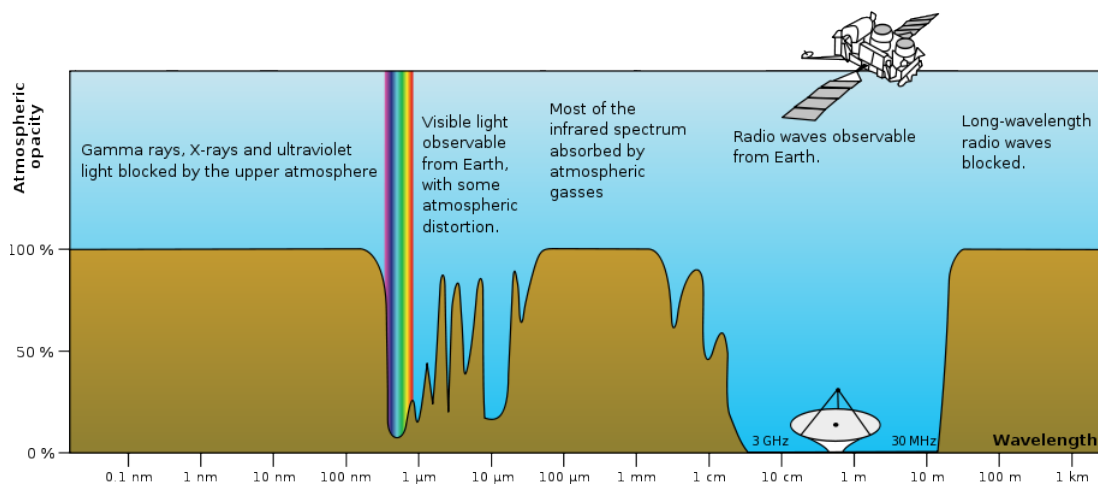 Atmospheric
opacity
Gamma rays, X-rays and ultraviolet
light blocked by the upper atmosphere
Visible light
observable
from Earth,
with some
atmospheric
distortion.
Most of the
infrared spectrum
absorbed by
atmospheric
gasses
Radio waves observable
from Earth.
Long-wavelength
radio waves
blocked.
100 %
50 %
0 %
3 GHz
30 MHz
Wavelength
0.1 nm
1 nm
10 nm
100 nm
1 μm
10 μm
100 μm
1 mm
1 cm
10 cm
1 m
10 m
100 m
1 km